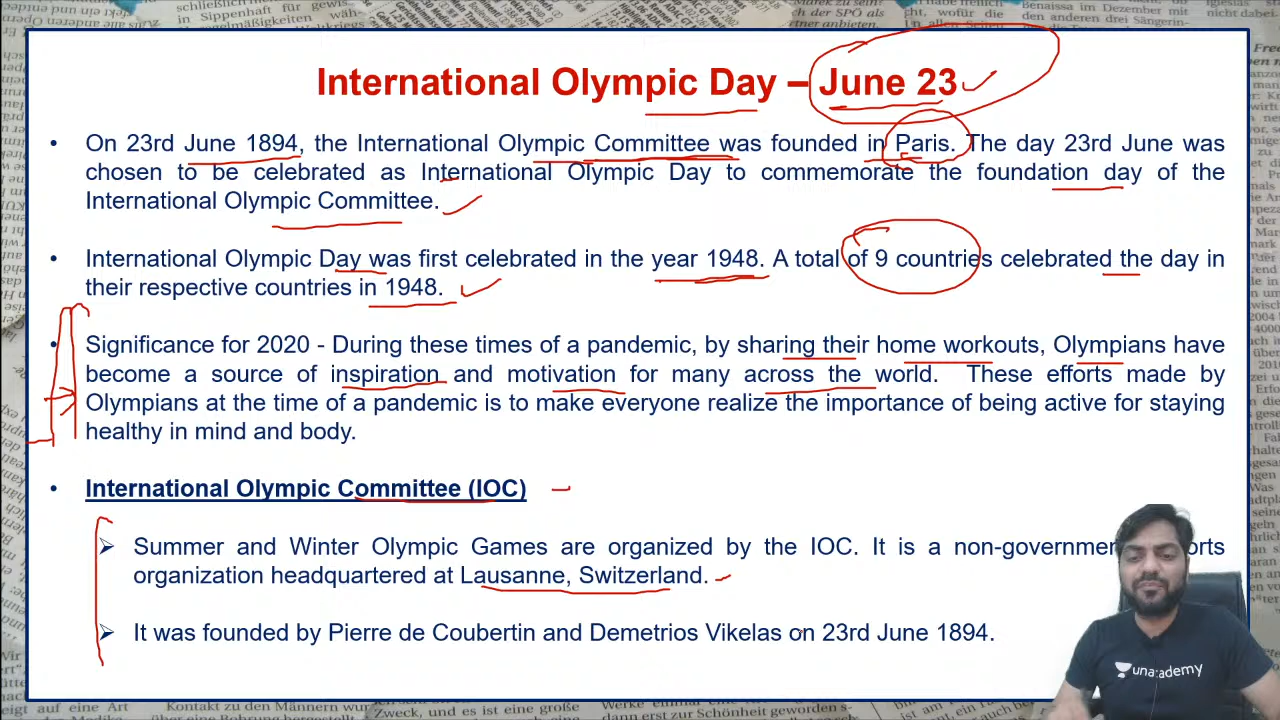 International Olympic Day – June 23
• On 23rd June 1894, the International Olympic Committee was founded in Paris. The day 23rd June was
chosen to be celebrated as International Olympic Day to commemorate the foundation day of the
International Olympic Committee.
• International Olympic Day was first celebrated in the year 1948. A total of 9 countries celebrated the day in
their respective countries in 1948.
• Significance for 2020 - During these times of a pandemic, by sharing their home workouts, Olympians have
become a source of inspiration and motivation for many across the world. These efforts made by
Olympians at the time of a pandemic is to make everyone realize the importance of being active for staying
healthy in mind and body.
• International Olympic Committee (IOC)
➢ Summer and Winter Olympic Games are organized by the IOC. It is a
organization headquartered at Lausanne, Switzerland.
➢ It was founded by Pierre de Coubertin and Demetrios Vikelas on 23rd June 1894.
unacademy